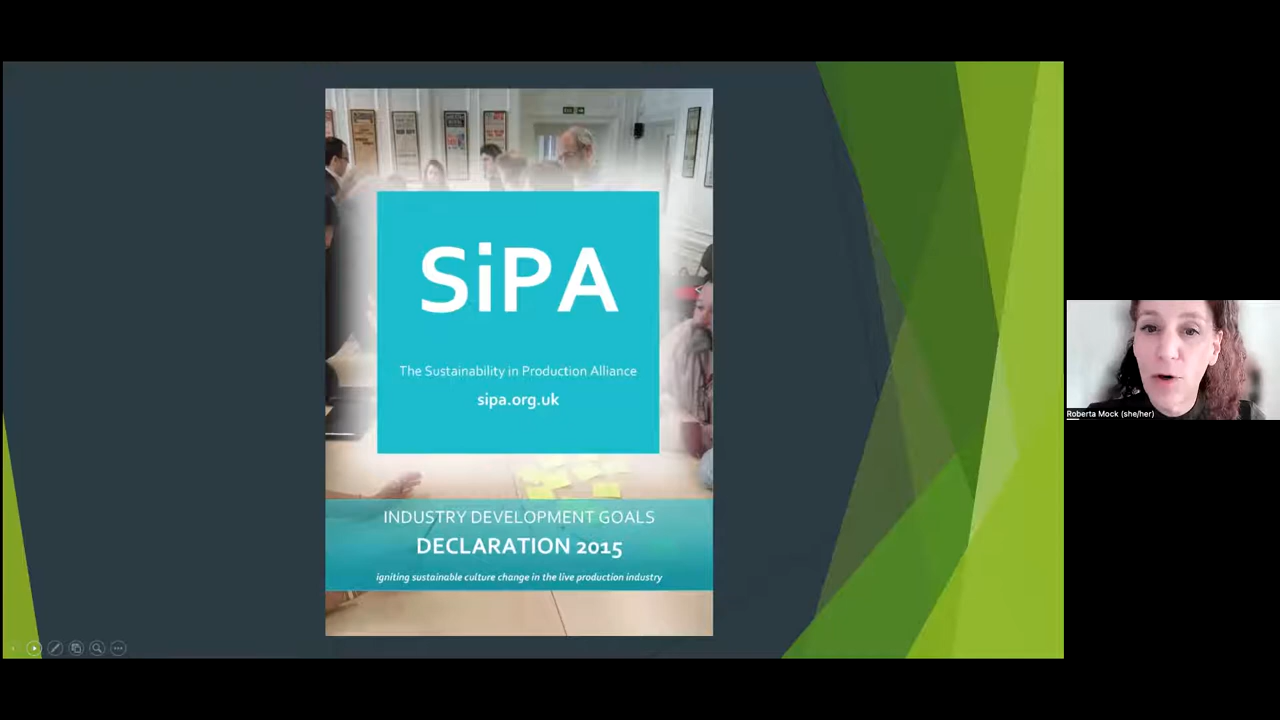 SiPA
The Sustainability in Production Alliance
sipa.org.uk
INDUSTRY DEVELOPMENT GOALS
DECLARATION 2015
igniting sustainable culture change in the live production industry
Roberta Mock (she/her)